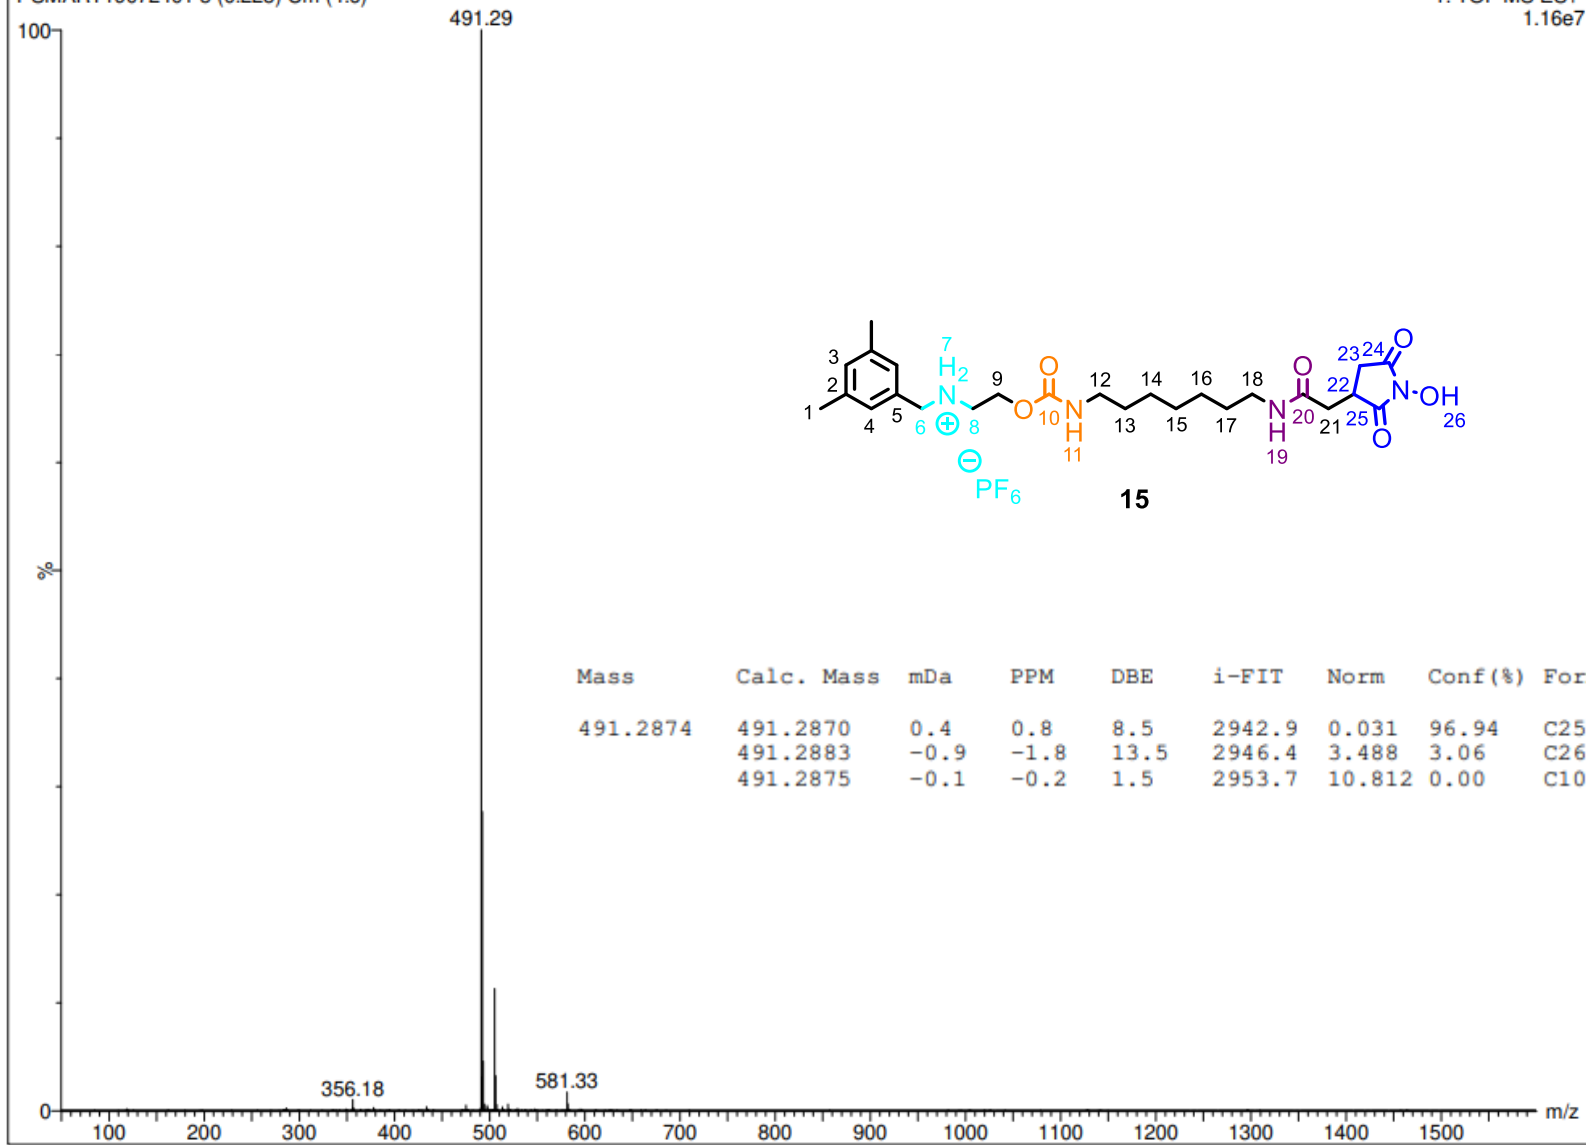 1.16e7
491.29
100
%
0
356.18
581.33
100 200 300 400 500 600 700 800 900 1000 1100 1200 1300 1400 1500
m/z
1 2 3 4 5 6 7 8 9 10 11 12 13 14 15 16 17 18 19 20 21 22 23 24 25 26
H2
N
O
O
N
H
N
H
O
O
N
O
OH
PF6
15
Mass Calc. Mass mDa PPM DBE i-FIT Norm Conf(%) For
491.2874 491.2870 0.4 0.8 8.5 2942.9 0.031 96.94 C25
491.2883 -0.9 -1.8 13.5 2946.4 3.488 3.06 C26
491.2875 -0.1 -0.2 1.5 2953.7 10.812 0.00 C10